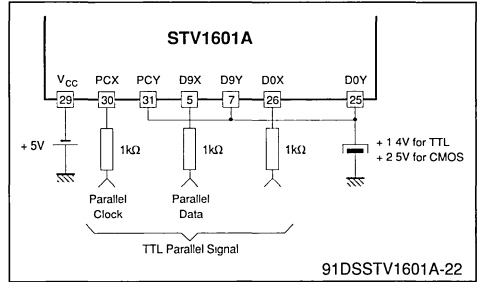 STV1601A
VCC PCX PCY D9X D9Y D0X D0Y
29 30 31 5 7 26 25
+ 5V 1kΩ 1kΩ 1kΩ + 1 4V for TTL
+ 2 5V for CMOS
Parallel Parallel
Clock Data
TTL Parallel Signal
91DSSTV1601A-22